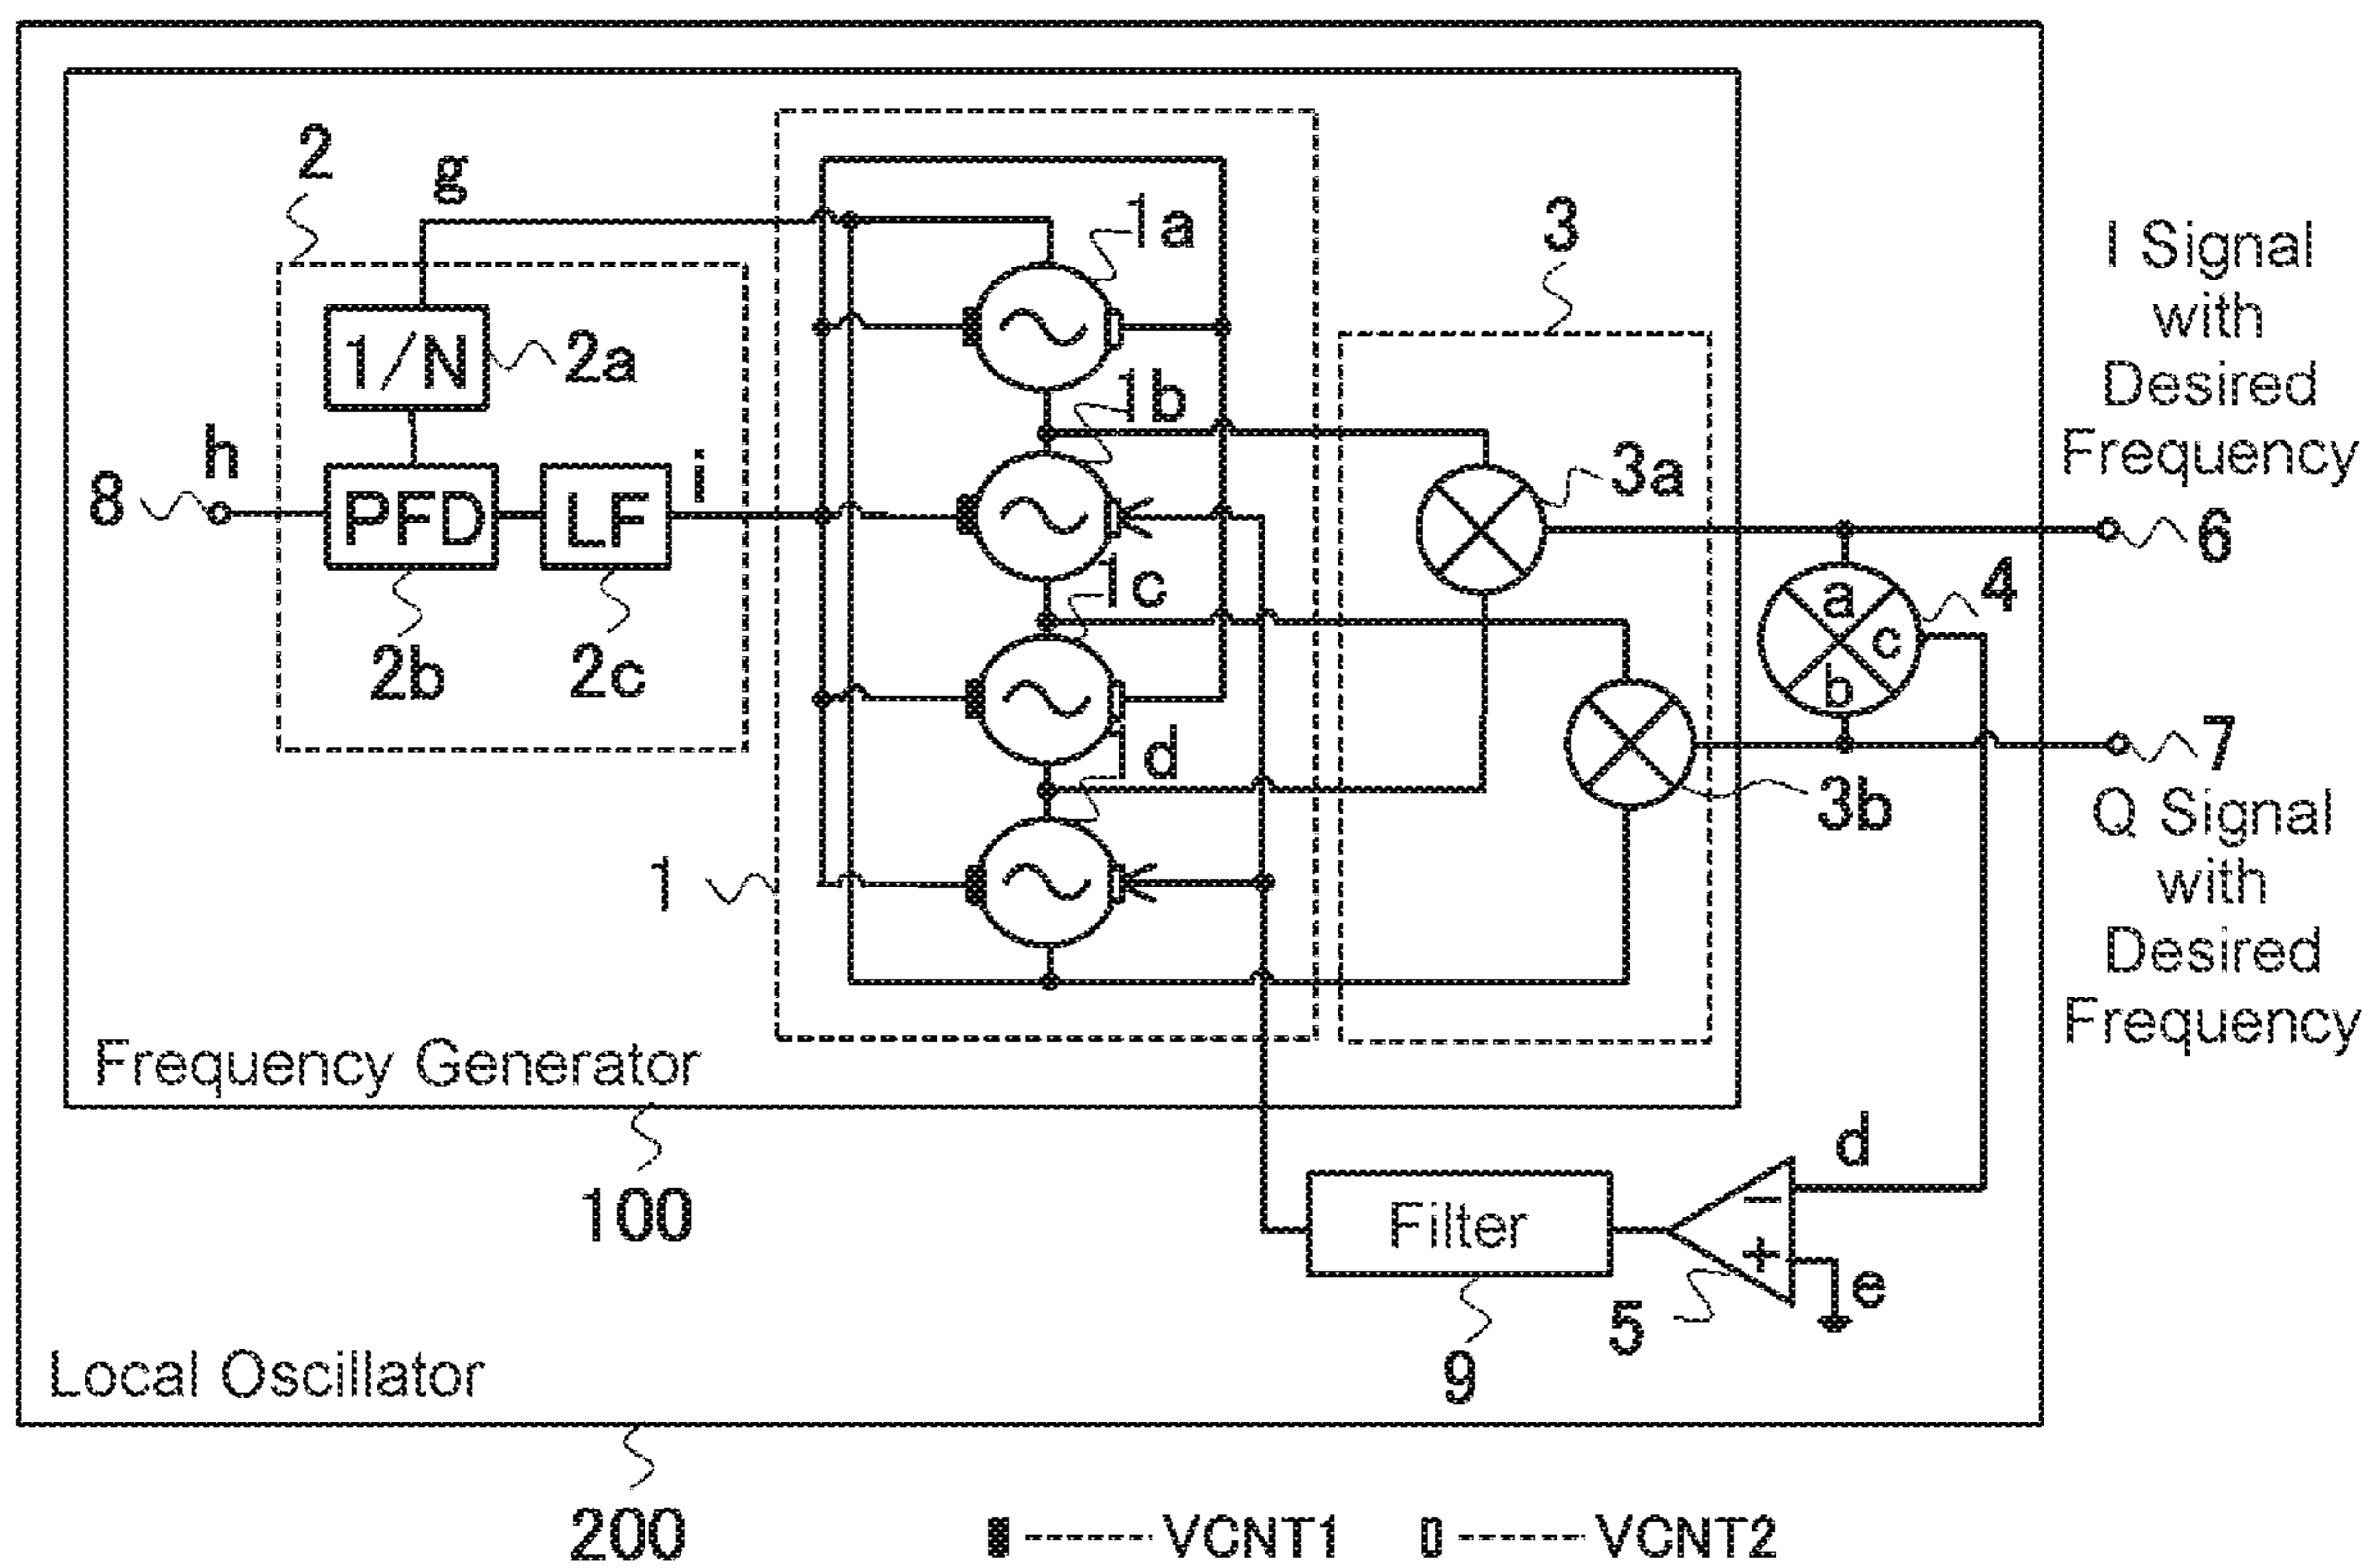 2
g
1a
3
I Signal
with
Desired
Frequency
1/N
2a
1b
h
i
3a
8
PFD
LF
6
1c
a
4
c
b
2b
2c
1d
7
3b
Q Signal
with
Desired
Frequency
1
Frequency Generator
d
100
Filter
−
+
e
5
9
Local Oscillator
200
VCNT1
VCNT2